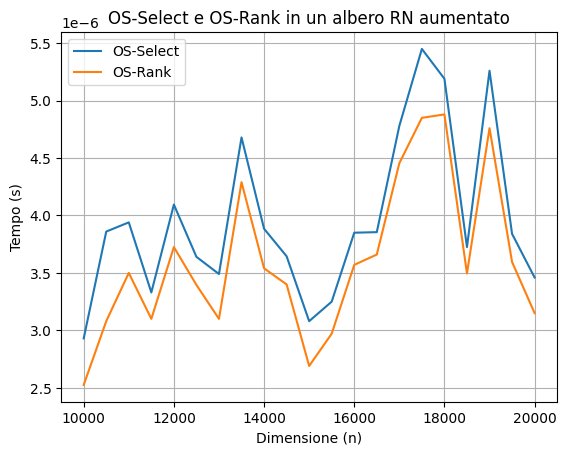 OS-Select e OS-Rank in un albero RN aumentato
1e−6
OS-Select
OS-Rank
5.5
5.0
4.5
4.0
3.5
3.0
2.5
Tempo (s)
10000 12000 14000 16000 18000 20000
Dimensione (n)